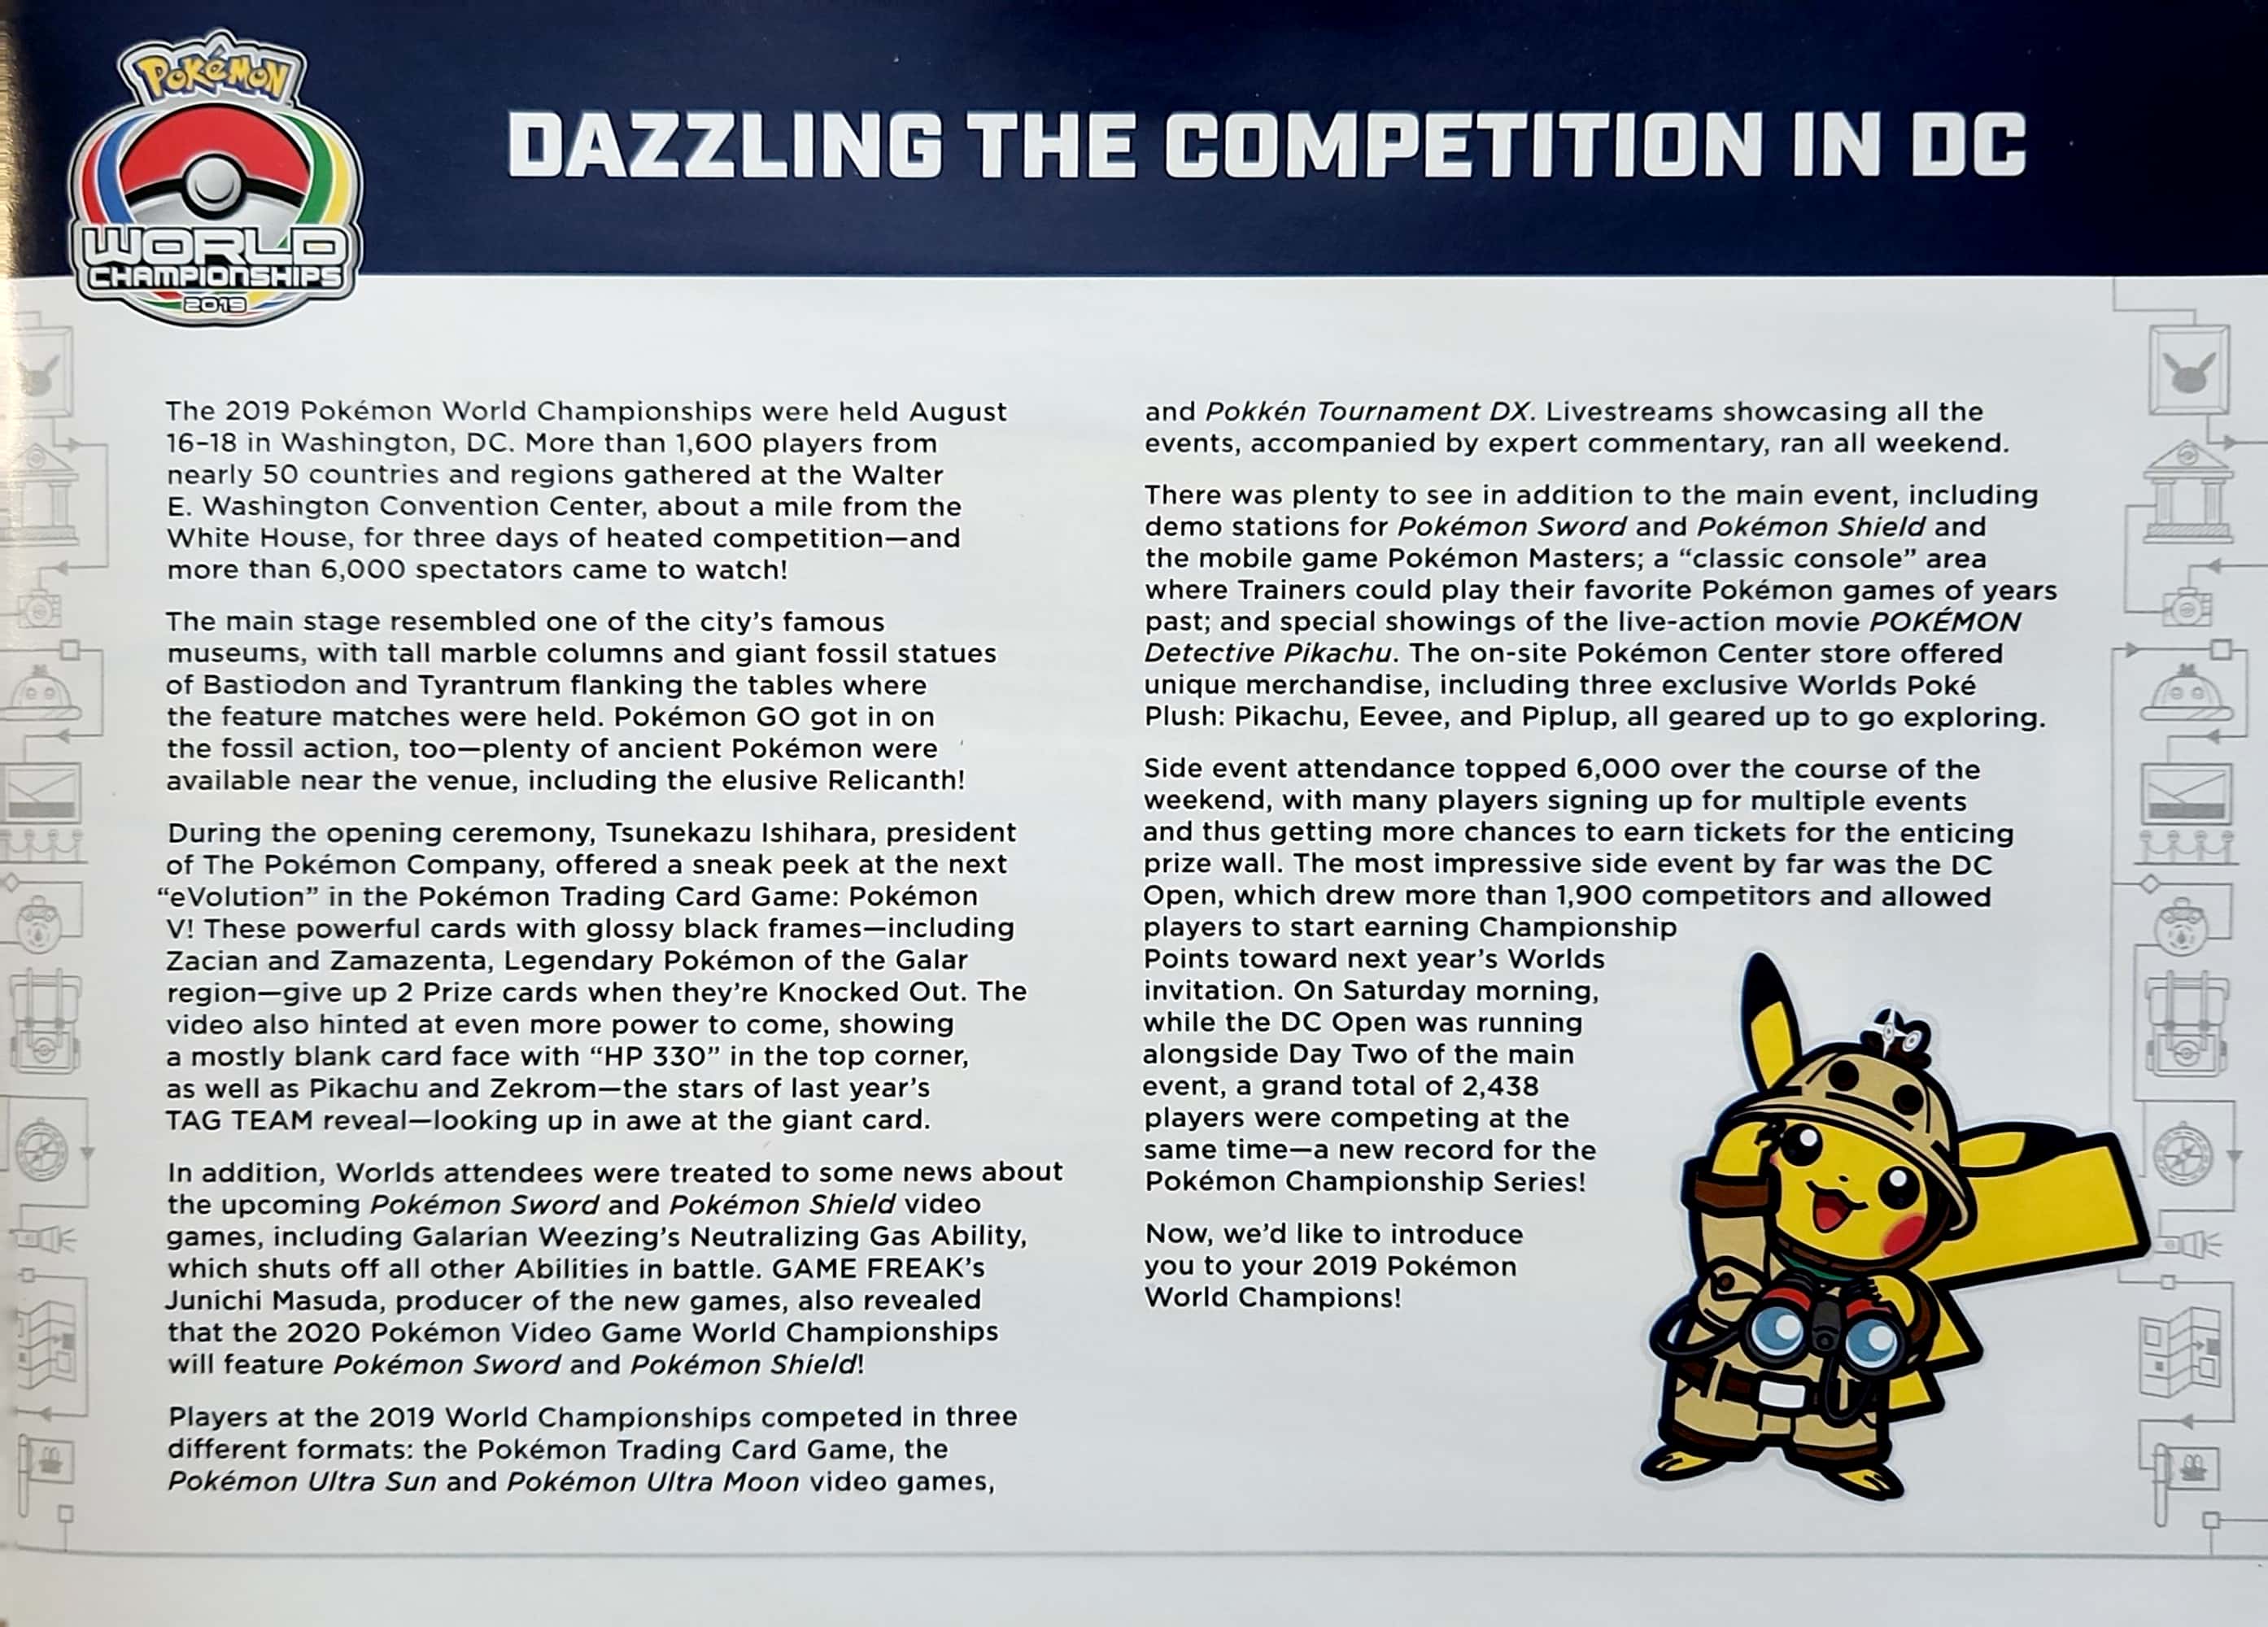 POKéMON
WORLD
CHAMPIONSHIPS
2019
DAZZLING THE COMPETITION IN DC
The 2019 Pokémon World Championships were held August
16–18 in Washington, DC. More than 1,600 players from
nearly 50 countries and regions gathered at the Walter
E. Washington Convention Center, about a mile from the
White House, for three days of heated competition—and
more than 6,000 spectators came to watch!
The main stage resembled one of the city’s famous
museums, with tall marble columns and giant fossil statues
of Bastiodon and Tyrantrum flanking the tables where
the feature matches were held. Pokémon GO got in on
the fossil action, too—plenty of ancient Pokémon were
available near the venue, including the elusive Relicanth!
During the opening ceremony, Tsunekazu Ishihara, president
of The Pokémon Company, offered a sneak peek at the next
“eVolution” in the Pokémon Trading Card Game: Pokémon
V! These powerful cards with glossy black frames—including
Zacian and Zamazenta, Legendary Pokémon of the Galar
region—give up 2 Prize cards when they’re Knocked Out. The
video also hinted at even more power to come, showing
a mostly blank card face with “HP 330” in the top corner,
as well as Pikachu and Zekrom—the stars of last year’s
TAG TEAM reveal—looking up in awe at the giant card.
In addition, Worlds attendees were treated to some news about
the upcoming Pokémon Sword and Pokémon Shield video
games, including Galarian Weezing’s Neutralizing Gas Ability,
which shuts off all other Abilities in battle. GAME FREAK’s
Junichi Masuda, producer of the new games, also revealed
that the 2020 Pokémon Video Game World Championships
will feature Pokémon Sword and Pokémon Shield!
Players at the 2019 World Championships competed in three
different formats: the Pokémon Trading Card Game, the
Pokémon Ultra Sun and Pokémon Ultra Moon video games,
and Pokkén Tournament DX. Livestreams showcasing all the
events, accompanied by expert commentary, ran all weekend.
There was plenty to see in addition to the main event, including
demo stations for Pokémon Sword and Pokémon Shield and
the mobile game Pokémon Masters; a “classic console” area
where Trainers could play their favorite Pokémon games of years
past; and special showings of the live-action movie POKÉMON
Detective Pikachu. The on-site Pokémon Center store offered
unique merchandise, including three exclusive Worlds Poké
Plush: Pikachu, Eevee, and Piplup, all geared up to go exploring.
Side event attendance topped 6,000 over the course of the
weekend, with many players signing up for multiple events
and thus getting more chances to earn tickets for the enticing
prize wall. The most impressive side event by far was the DC
Open, which drew more than 1,900 competitors and allowed
players to start earning Championship
Points toward next year’s Worlds
invitation. On Saturday morning,
while the DC Open was running
alongside Day Two of the main
event, a grand total of 2,438
players were competing at the
same time—a new record for the
Pokémon Championship Series!
Now, we’d like to introduce
you to your 2019 Pokémon
World Champions!